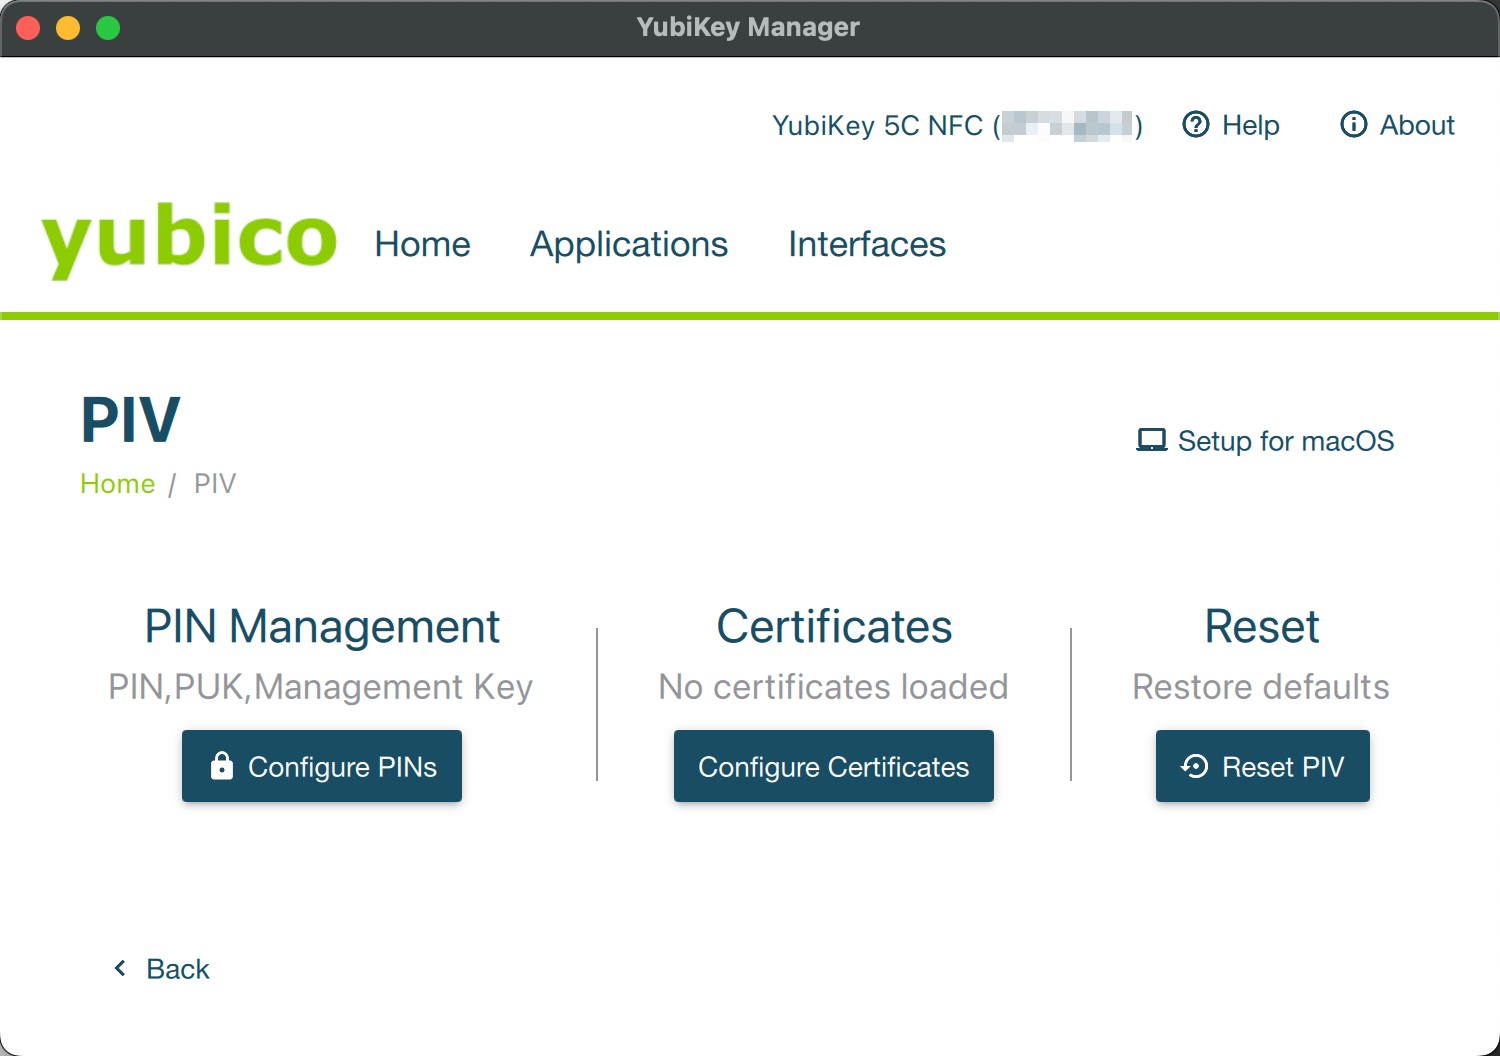 YubiKey Manager
YubiKey 5C NFC ( ) Help About
yubico Home Applications Interfaces
PIV
Setup for macOS
Home / PIV
PIN Management
PIN,PUK,Management Key
Configure PINs
Certificates
No certificates loaded
Configure Certificates
Reset
Restore defaults
Reset PIV
Back